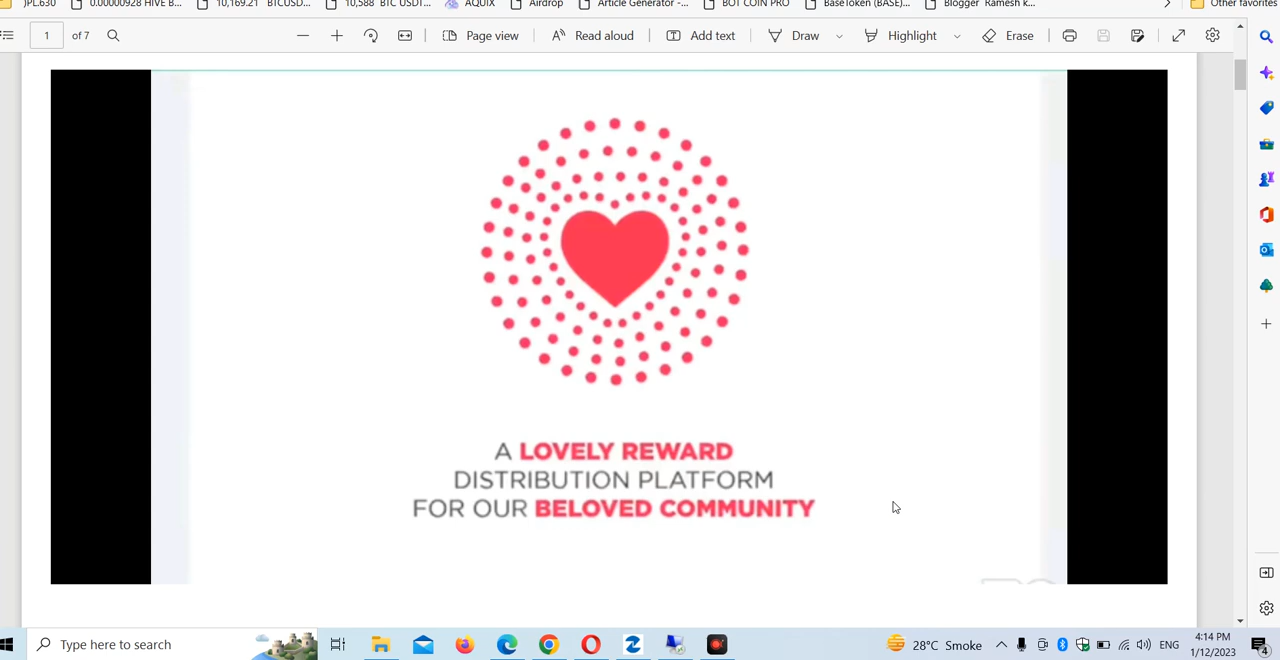 JPL.630 0.00000928 HIVE B... 10,169.21 BTCUSD... 10,588 BTC USDT... AQUIX Airdrop Article Generator -... BOT COIN PRO BaseToken (BASE)... Blogger Ramesh k... Other favorites
1 of 7 Page view Read aloud Add text Draw Highlight Erase
A LOVELY REWARD
DISTRIBUTION PLATFORM
FOR OUR BELOVED COMMUNITY
Type here to search 28°C Smoke ENG 4:14 PM
1/12/2023 4